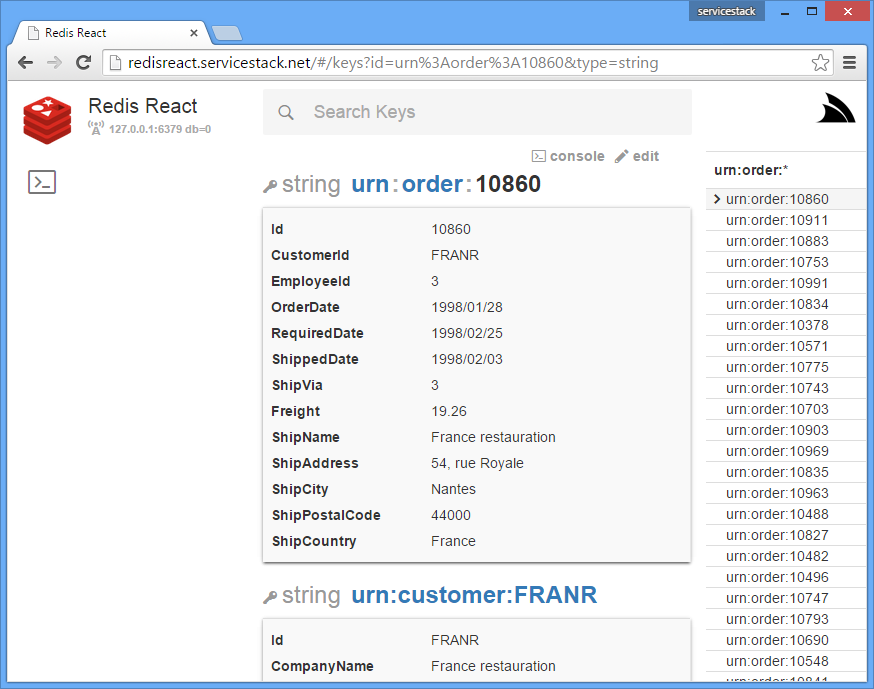 servicestack
Redis React
redisreact.servicestack.net/#/keys?id=urn%3Aorder%3A10860&type=string
Redis React
127.0.0.1:6379 db=0
Search Keys
console edit
string urn:order:10860
Id 10860
CustomerId FRANR
EmployeeId 3
OrderDate 1998/01/28
RequiredDate 1998/02/25
ShippedDate 1998/02/03
ShipVia 3
Freight 19.26
ShipName France restauration
ShipAddress 54, rue Royale
ShipCity Nantes
ShipPostalCode 44000
ShipCountry France
string urn:customer:FRANR
Id FRANR
CompanyName France restauration
urn:order:*
urn:order:10860
urn:order:10911
urn:order:10883
urn:order:10753
urn:order:10991
urn:order:10834
urn:order:10378
urn:order:10571
urn:order:10775
urn:order:10743
urn:order:10703
urn:order:10903
urn:order:10969
urn:order:10835
urn:order:10963
urn:order:10488
urn:order:10827
urn:order:10482
urn:order:10496
urn:order:10747
urn:order:10793
urn:order:10690
urn:order:10548
urn:order:10841